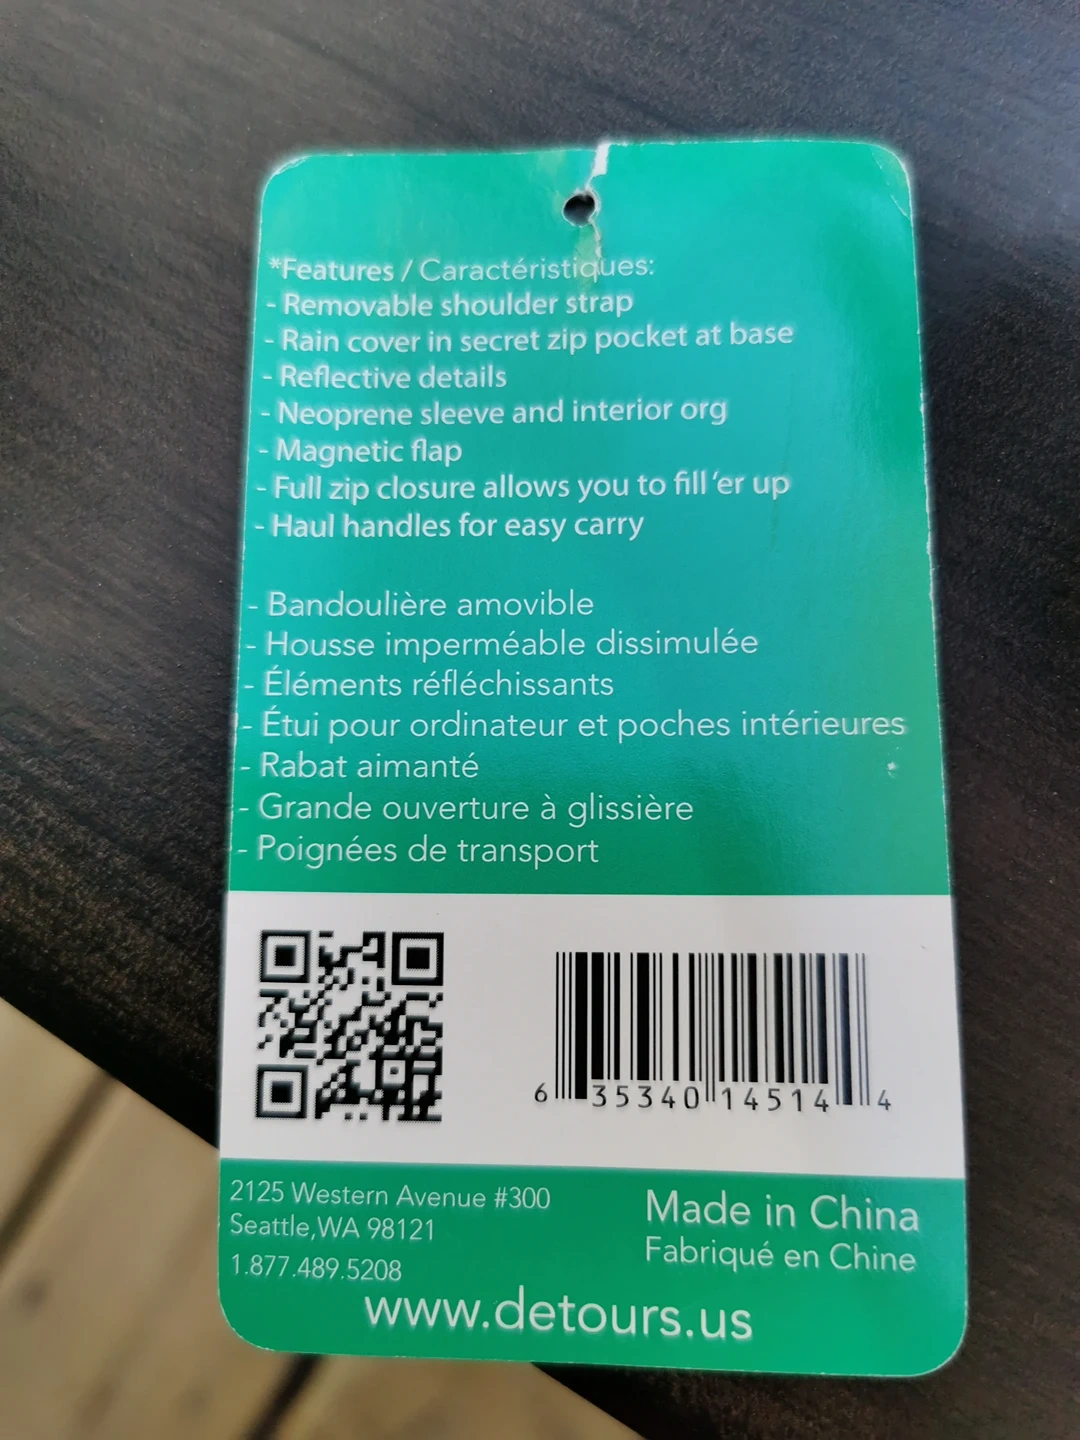 *Features / Caractéristiques:
- Removable shoulder strap
- Rain cover in secret zip pocket at base
- Reflective details
- Neoprene sleeve and interior org
- Magnetic flap
- Full zip closure allows you to fill 'er up
- Haul handles for easy carry
- Bandoulière amovible
- Housse imperméable dissimulée
- Éléments réfléchissants
- Étui pour ordinateur et poches intérieures
- Rabat aimanté
- Grande ouverture à glissière
- Poignées de transport
6 35340 14514 4
2125 Western Avenue #300
Seattle,WA 98121
1.877.489.5208
Made in China
Fabriqué en Chine
www.detours.us